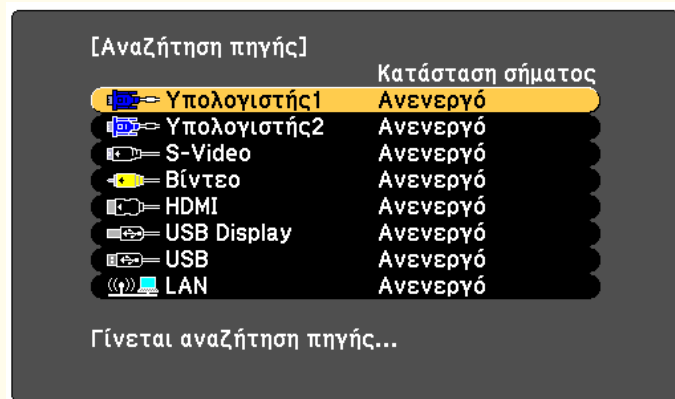 [Αναζήτηση πηγής]
Κατάσταση σήματος
Υπολογιστής1 Ανενεργό
Υπολογιστής2 Ανενεργό
S-Video Ανενεργό
Βίντεο Ανενεργό
HDMI Ανενεργό
USB Display Ανενεργό
USB Ανενεργό
LAN Ανενεργό
Γίνεται αναζήτηση πηγής...